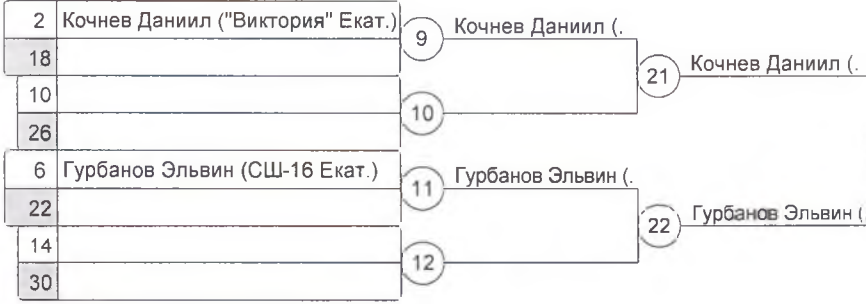 2 Кочнев Даниил ("Виктория" Екат.)
18
9 Кочнев Даниил (.
10
26
10
21 Кочнев Даниил (.
6 Гурбанов Эльвин (СШ-16 Екат.)
22
11 Гурбанов Эльвин (.
14
30
12
22 Гурбанов Эльвин (